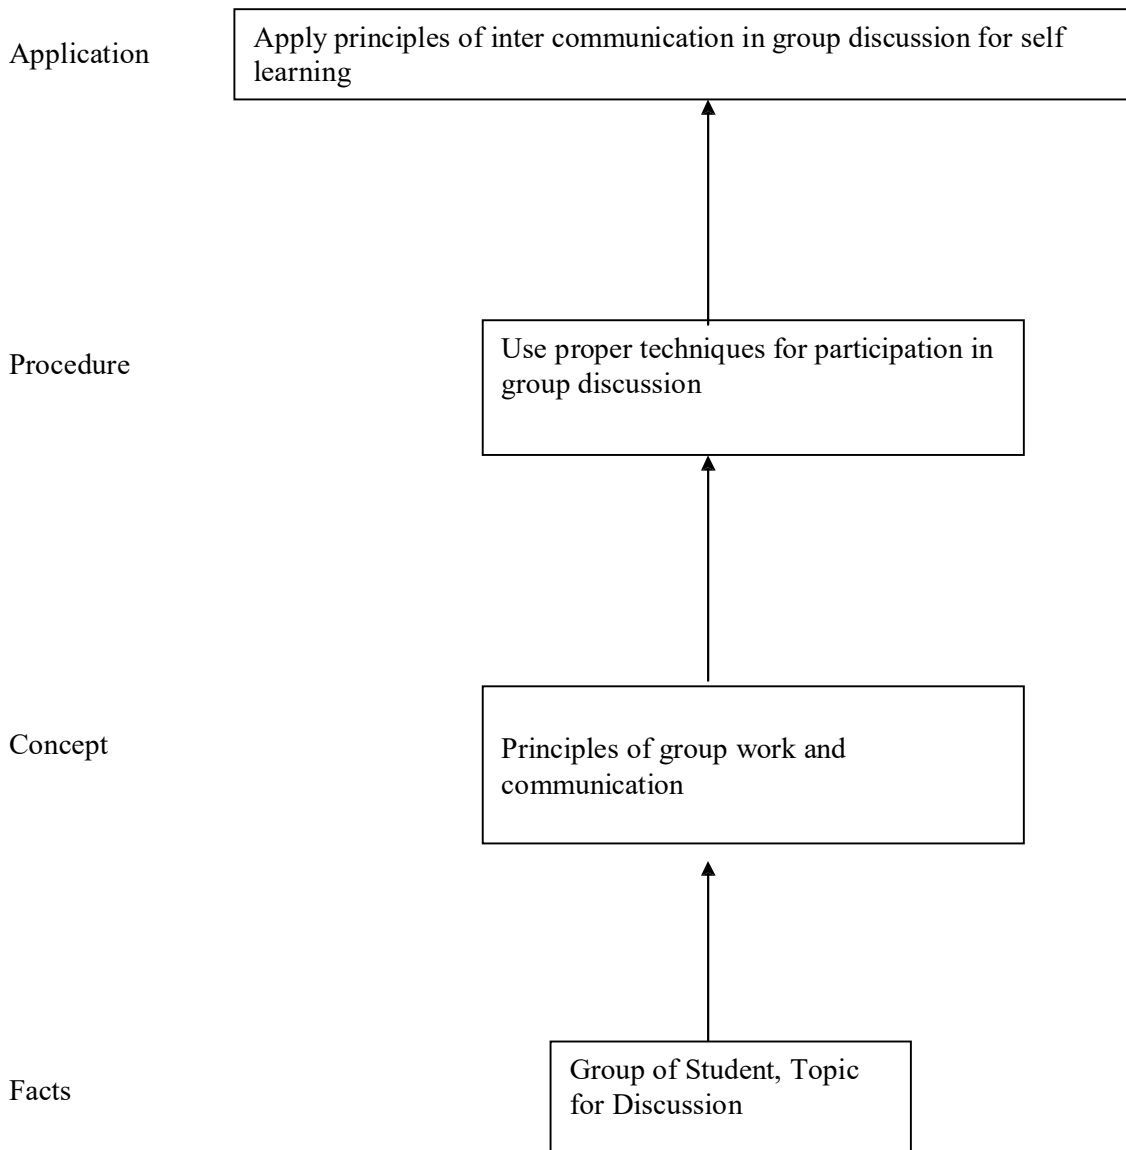 Application
Apply principles of inter communication in group discussion for self
learning
Procedure
Use proper techniques for participation in
group discussion
Concept
Principles of group work and
communication
Facts
Group of Student, Topic
for Discussion